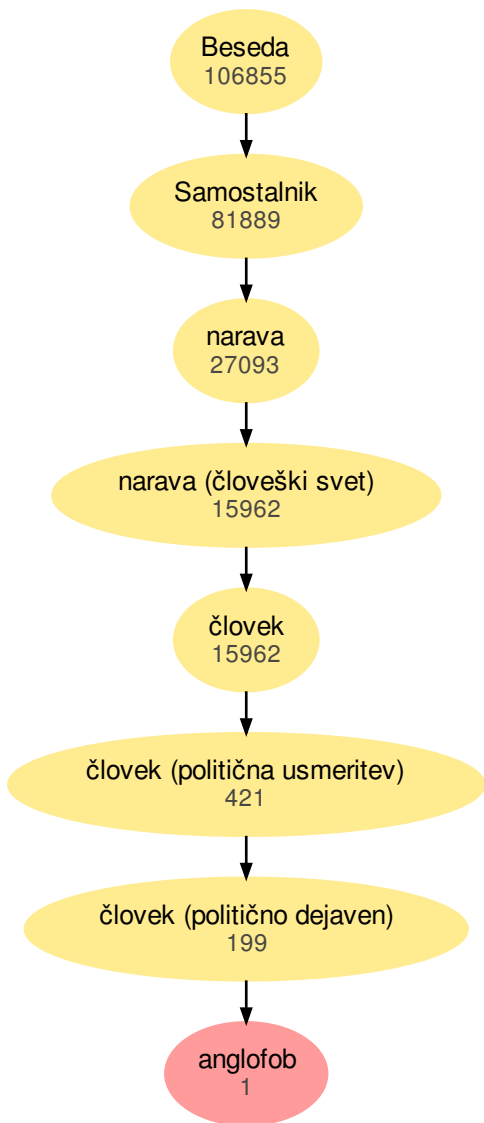 Beseda
106855
Samostalnik
81889
narava
27093
narava (človeški svet)
15962
človek
15962
človek (politična usmeritev)
421
človek (politično dejaven)
199
anglofob
1